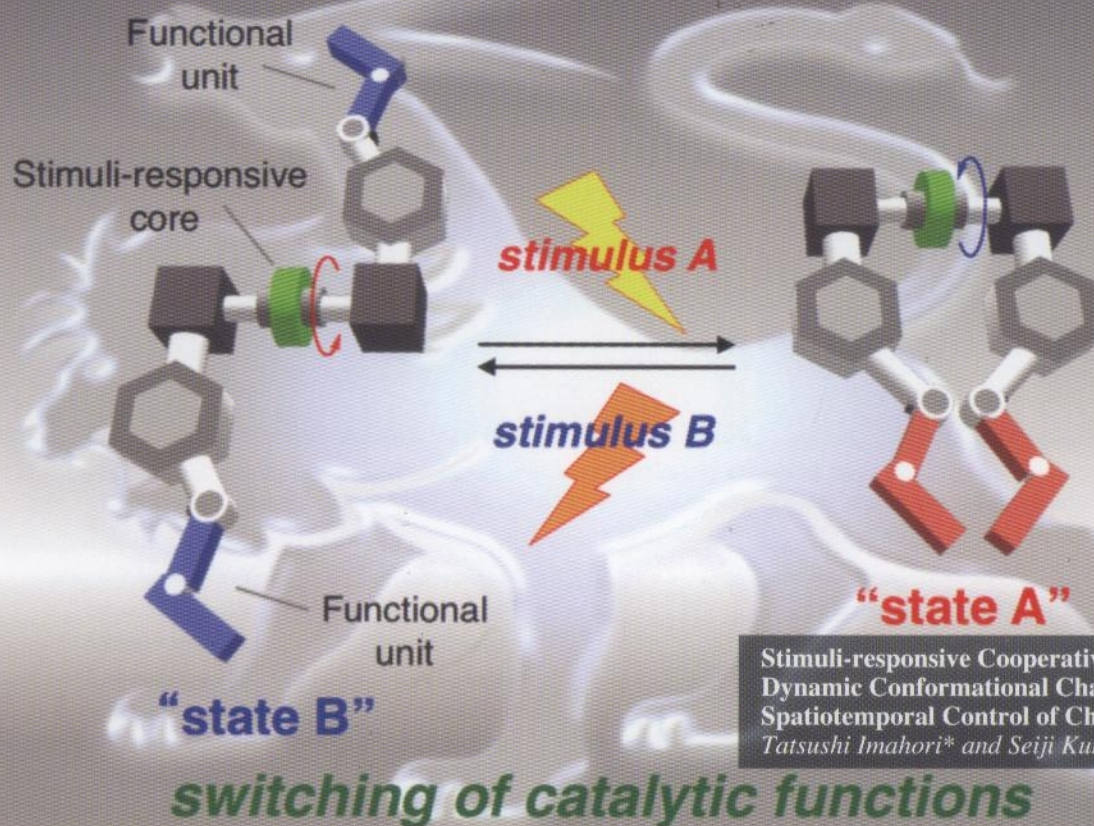 Functional
unit
Stimuli-responsive
core
stimulus A
stimulus B
Functional
unit
"state A"
"state B"
Stimuli-responsive Cooperativ
Dynamic Conformational Cha
Spatiotemporal Control of Ch
Tatsushi Imahori* and Seiji Ku
switching of catalytic functions